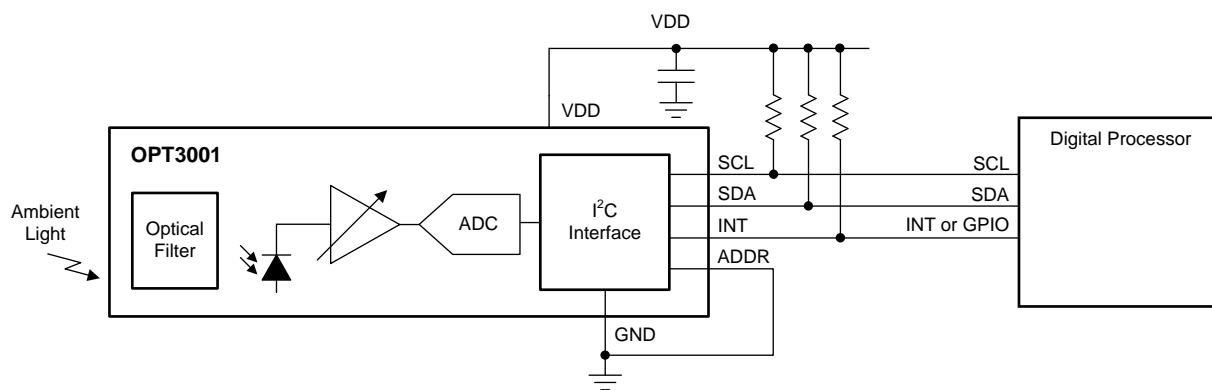 VDD
VDD
OPT3001
Digital Processor
SCL
SCL
SDA
SDA
INT
INT or GPIO
ADDR
Ambient
Light
Optical
Filter
ADC
I²C
Interface
GND